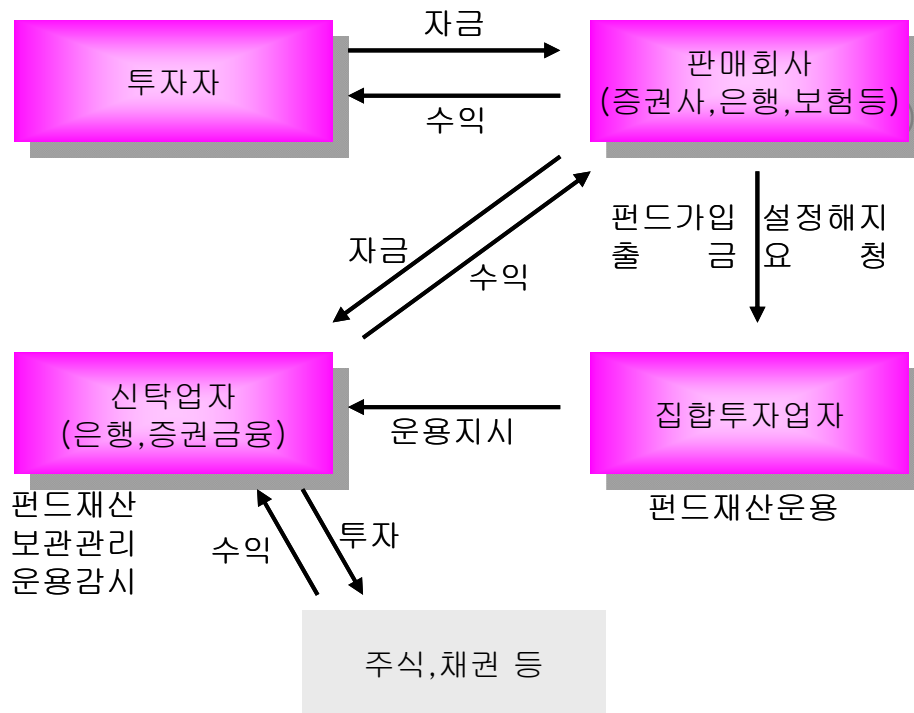 자금
투자자
판매회사
(증권사,은행,보험등)
수익
펀드가입
출 금
설정해지
요 청
자금
수익
신탁업자
(은행,증권금융)
집합투자업자
운용지시
펀드재산
보관관리
운용감시
펀드재산운용
수익
투자
주식,채권 등